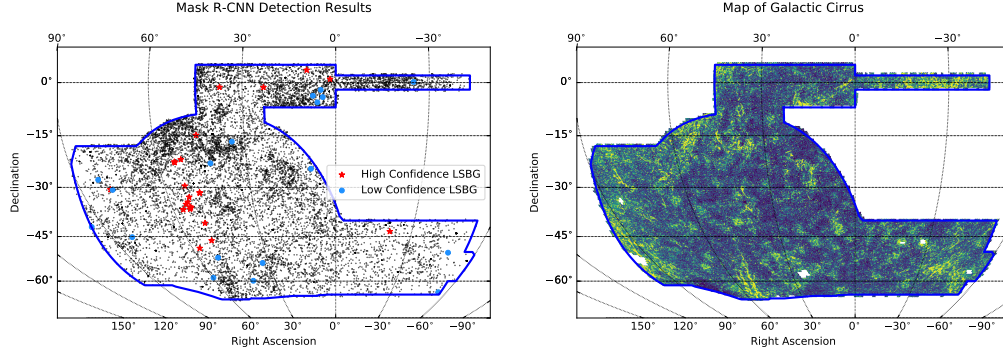 Mask R-CNN Detection Results
90° 60° 30° 0° −30°
0°
−15°
−30°
−45°
−60°
Declination
High Confidence LSBG
Low Confidence LSBG
150° 120° 90° 60° 30° 0° −30° −60° −90°
Right Ascension
Map of Galactic Cirrus
90° 60° 30° 0° −30°
0°
−15°
−30°
−45°
−60°
Declination
150° 120° 90° 60° 30° 0° −30° −60° −90°
Right Ascension